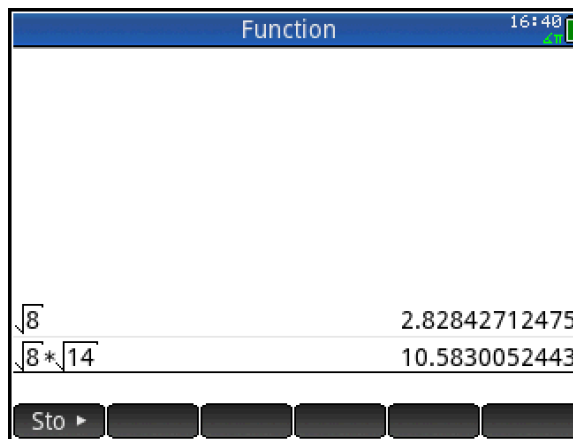 Function 16:40
∡π
√8 2.82842712475
√8*√14 10.5830052443
Sto ►